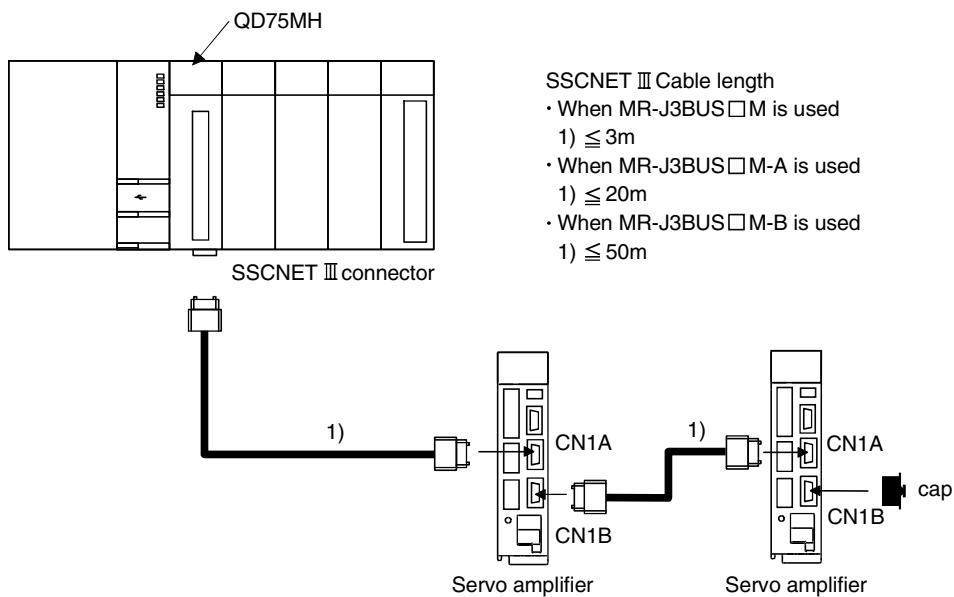 QD75MH
SSCNET Ⅲ Cable length
・When MR-J3BUS□M is used
1) ≦ 3m
・When MR-J3BUS□M-A is used
1) ≦ 20m
・When MR-J3BUS□M-B is used
1) ≦ 50m
SSCNET Ⅲ connector
1)
CN1A
1)
CN1A
cap
CN1B
CN1B
Servo amplifier
Servo amplifier